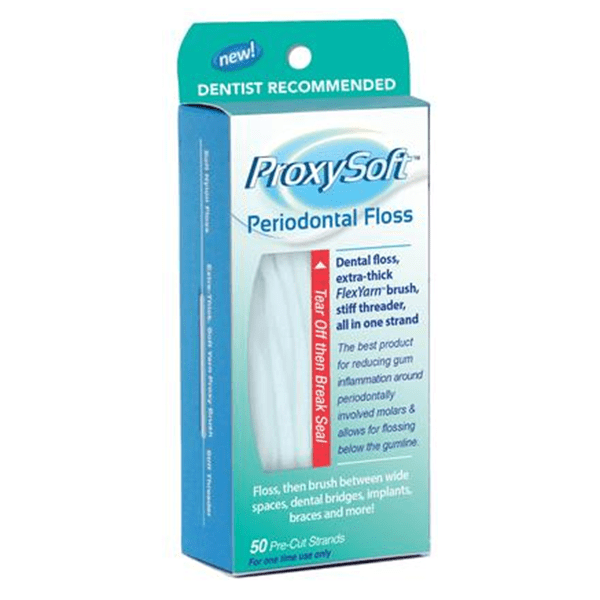 new!
DENTIST RECOMMENDED
ProxySoft™
Periodontal Floss
Dental floss,
extra-thick
FlexYarn™ brush,
stiff threader,
all in one strand
The best product
for reducing gum
inflammation around
periodontally
involved molars &
allows for flossing
below the gumline.
Tear Off then Break Seal
Floss, then brush between wide
spaces, dental bridges, implants,
braces and more!
50 Pre-Cut Strands
For one time use only
Soft Nylon Floss
Extra-Thick, Soft Yarn Proxy Brush
Stiff Threader